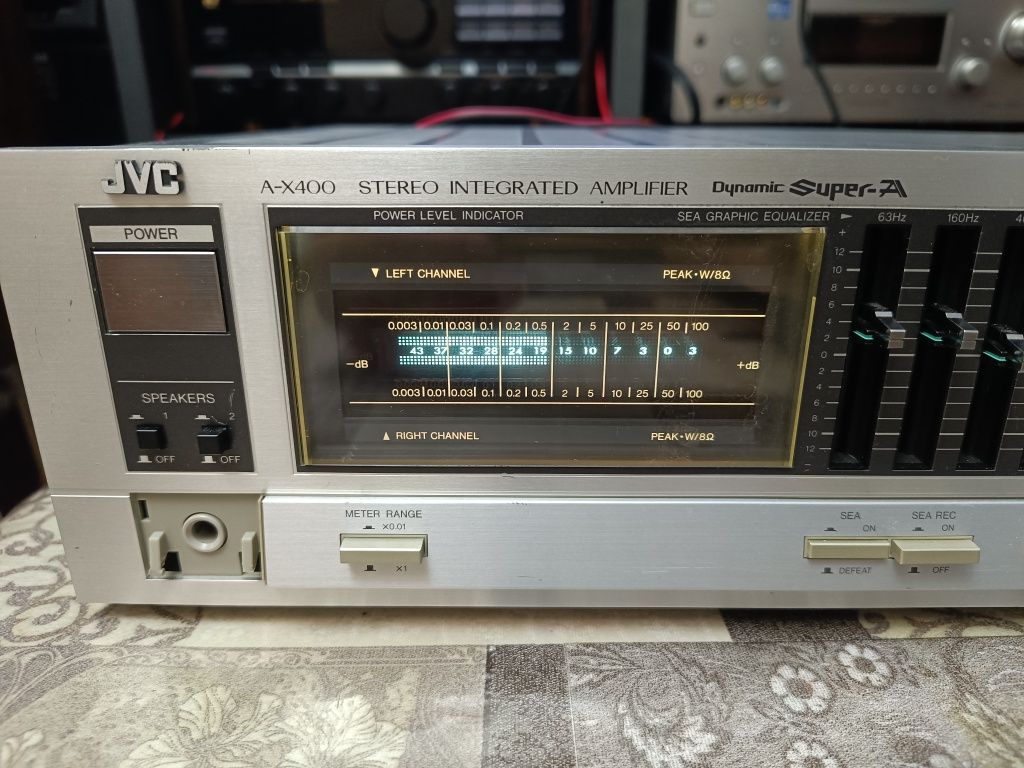 JVC
A-X400 STEREO INTEGRATED AMPLIFIER Dynamic Super-A
POWER
POWER LEVEL INDICATOR
SEA GRAPHIC EQUALIZER ► 63Hz 160Hz
▼ LEFT CHANNEL PEAK•W/8Ω
0.003 0.01 0.03 0.1 0.2 0.5 2 5 10 25 50 100
43 37 32 28 24 19 15 10 7 3 0 3
-dB +dB
0.003 0.01 0.03 0.1 0.2 0.5 2 5 10 25 50 100
▲ RIGHT CHANNEL PEAK•W/8Ω
+
12
10
8
6
4
2
0
2
4
6
8
10
12
SPEAKERS
1 2
OFF OFF
METER RANGE
X0.01
X1
SEA
ON
DEFEAT
SEA REC
ON
OFF